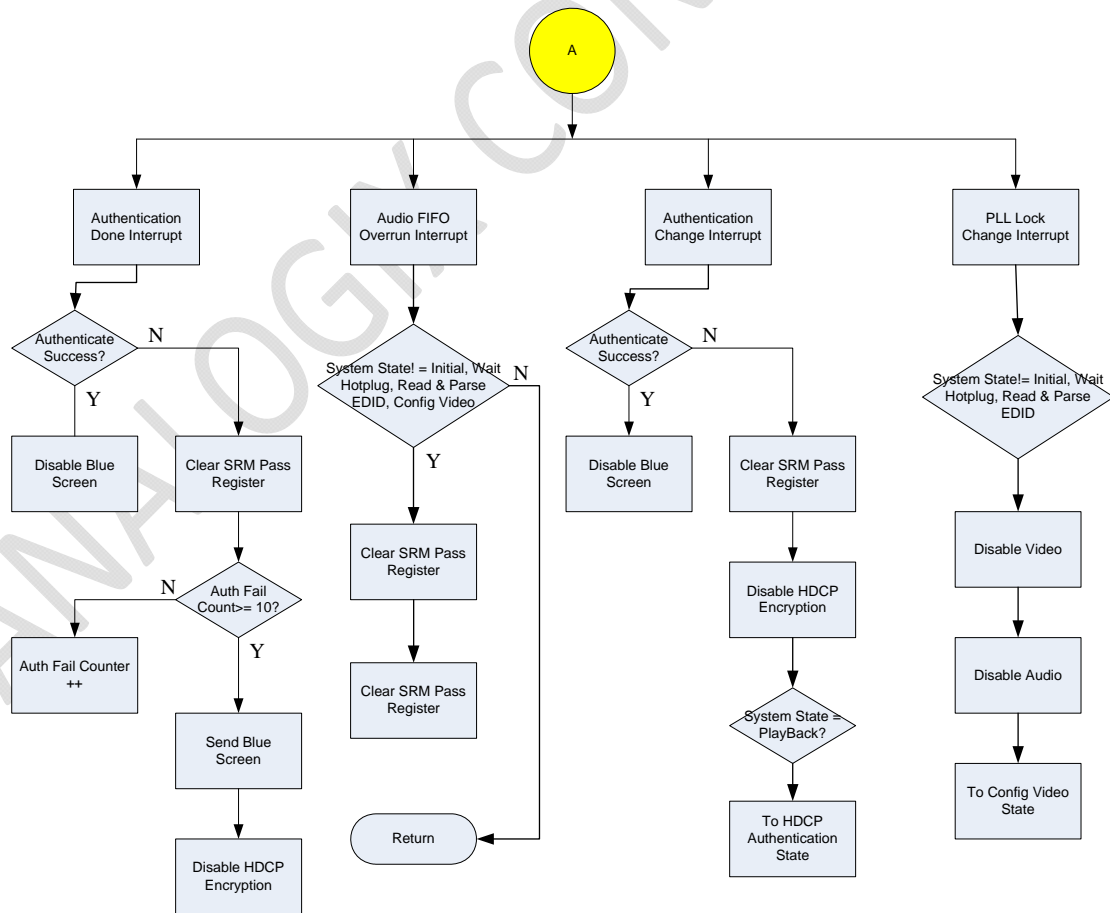 A
Authentication
Done Interrupt
Audio FIFO
Overrun Interrupt
Authentication
Change Interrupt
PLL Lock
Change Interrupt
Authenticate
Success?
N
Y
Disable Blue
Screen
Clear SRM Pass
Register
Auth Fail
Count>= 10?
N
Y
Auth Fail Counter
++
Send Blue
Screen
Disable HDCP
Encryption
System State! = Initial, Wait
Hotplug, Read & Parse
EDID, Config Video
N
Y
Clear SRM Pass
Register
Clear SRM Pass
Register
Return
Authenticate
Success?
N
Y
Disable Blue
Screen
Clear SRM Pass
Register
Disable HDCP
Encryption
System State =
PlayBack?
To HDCP
Authentication
State
System State!= Initial, Wait
Hotplug, Read & Parse
EDID
Disable Video
Disable Audio
To Config Video
State
ANALOGIX CON